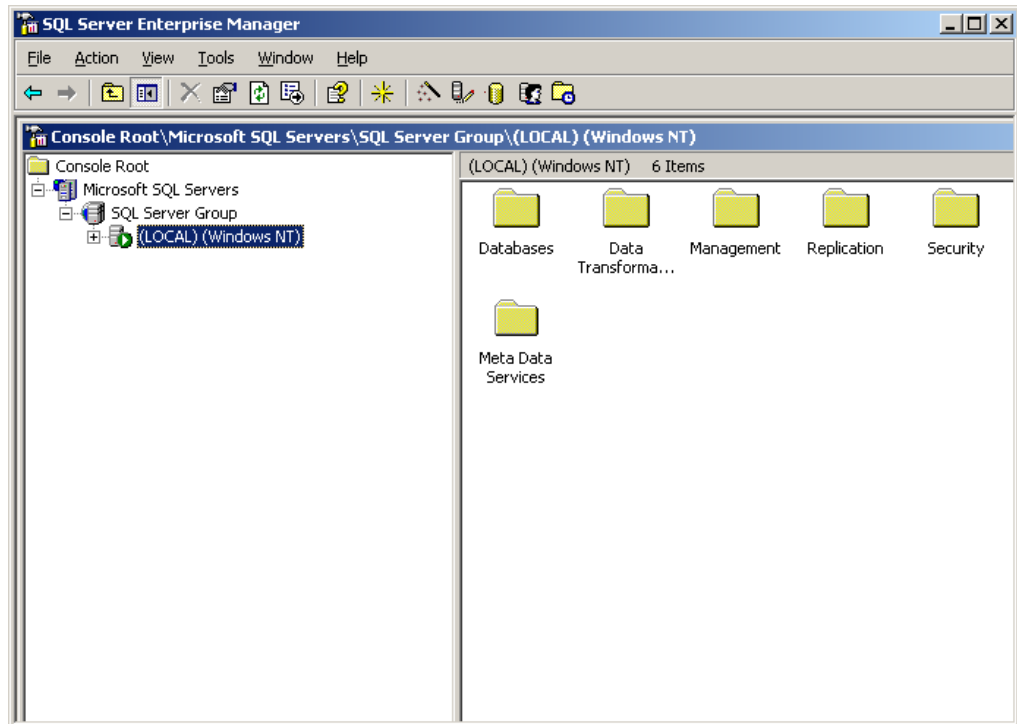 SQL Server Enterprise Manager
File Action View Tools Window Help
Console Root\Microsoft SQL Servers\SQL Server Group\(LOCAL) (Windows NT)
Console Root
Microsoft SQL Servers
SQL Server Group
(LOCAL) (Windows NT)
(LOCAL) (Windows NT) 6 Items
Databases
Data
Transforma...
Management
Replication
Security
Meta Data
Services